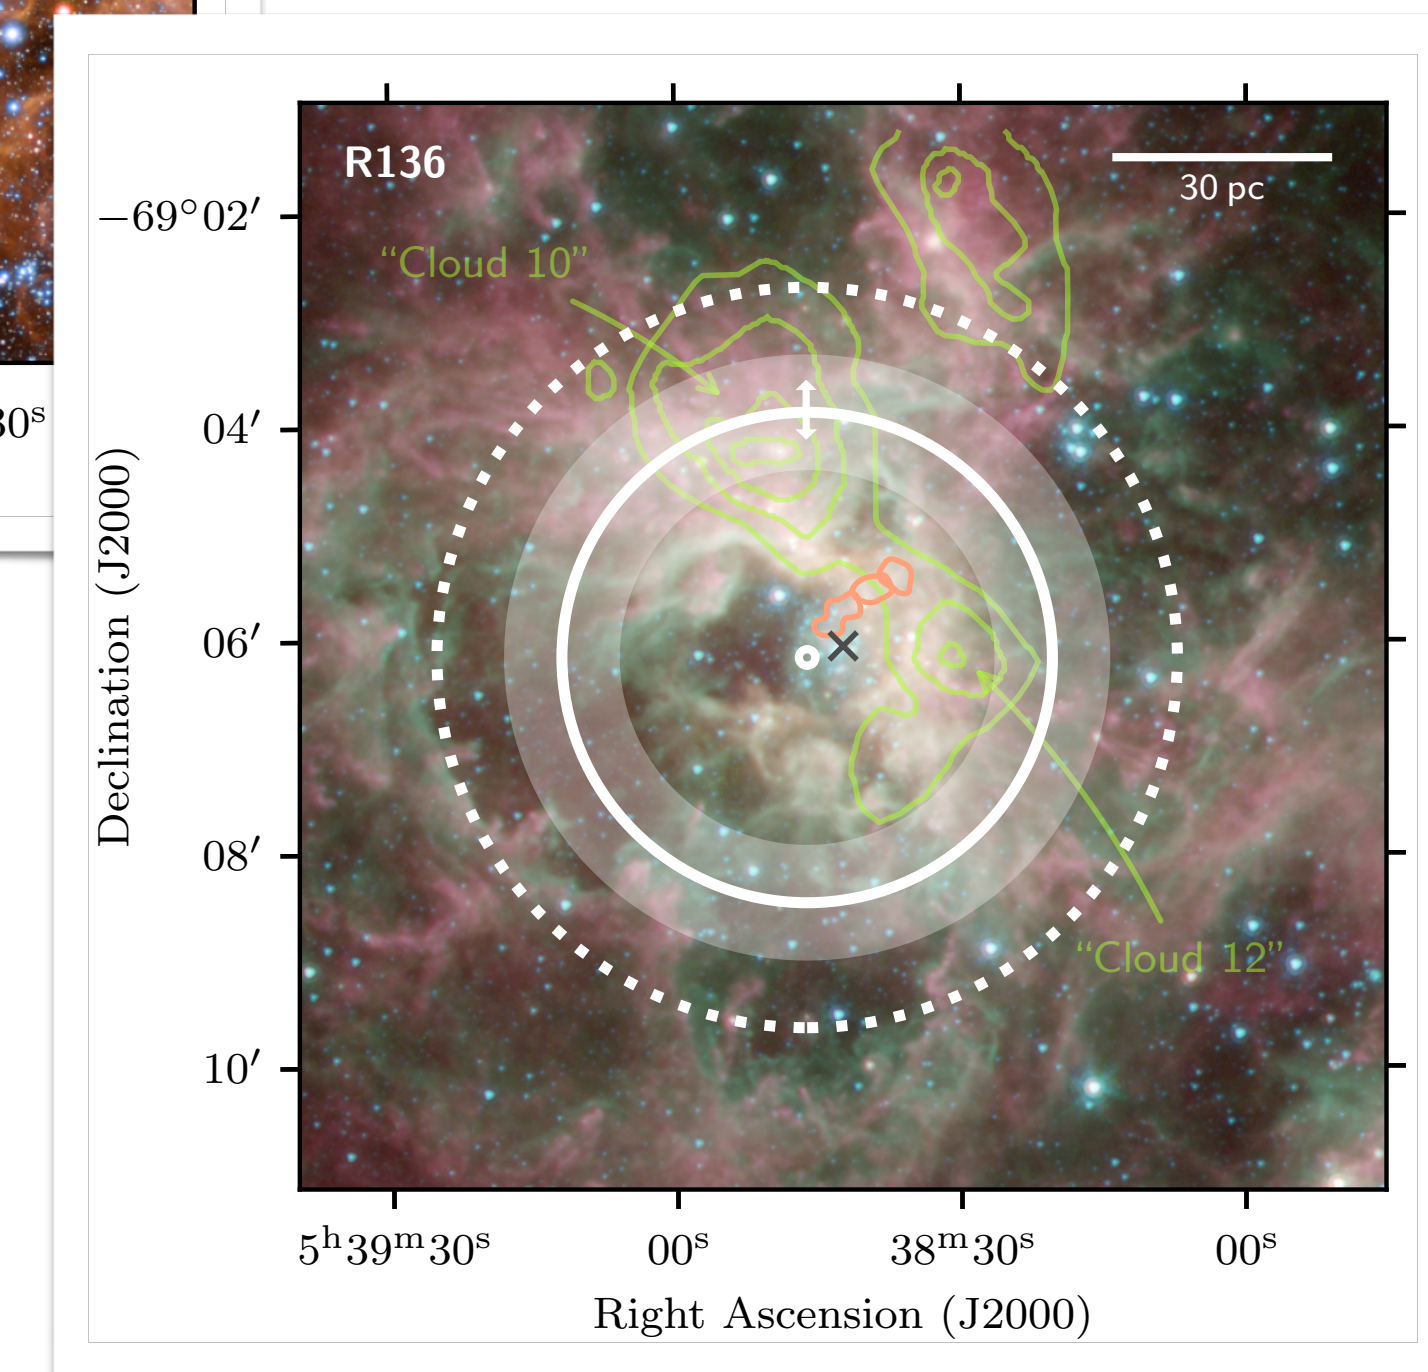 R136
30 pc
−69°02′
“Cloud 10”
30ˢ
04′
Declination (J2000)
06′
08′
“Cloud 12”
10′
5ʰ39ᵐ30ˢ 00ˢ 38ᵐ30ˢ 00ˢ
Right Ascension (J2000)